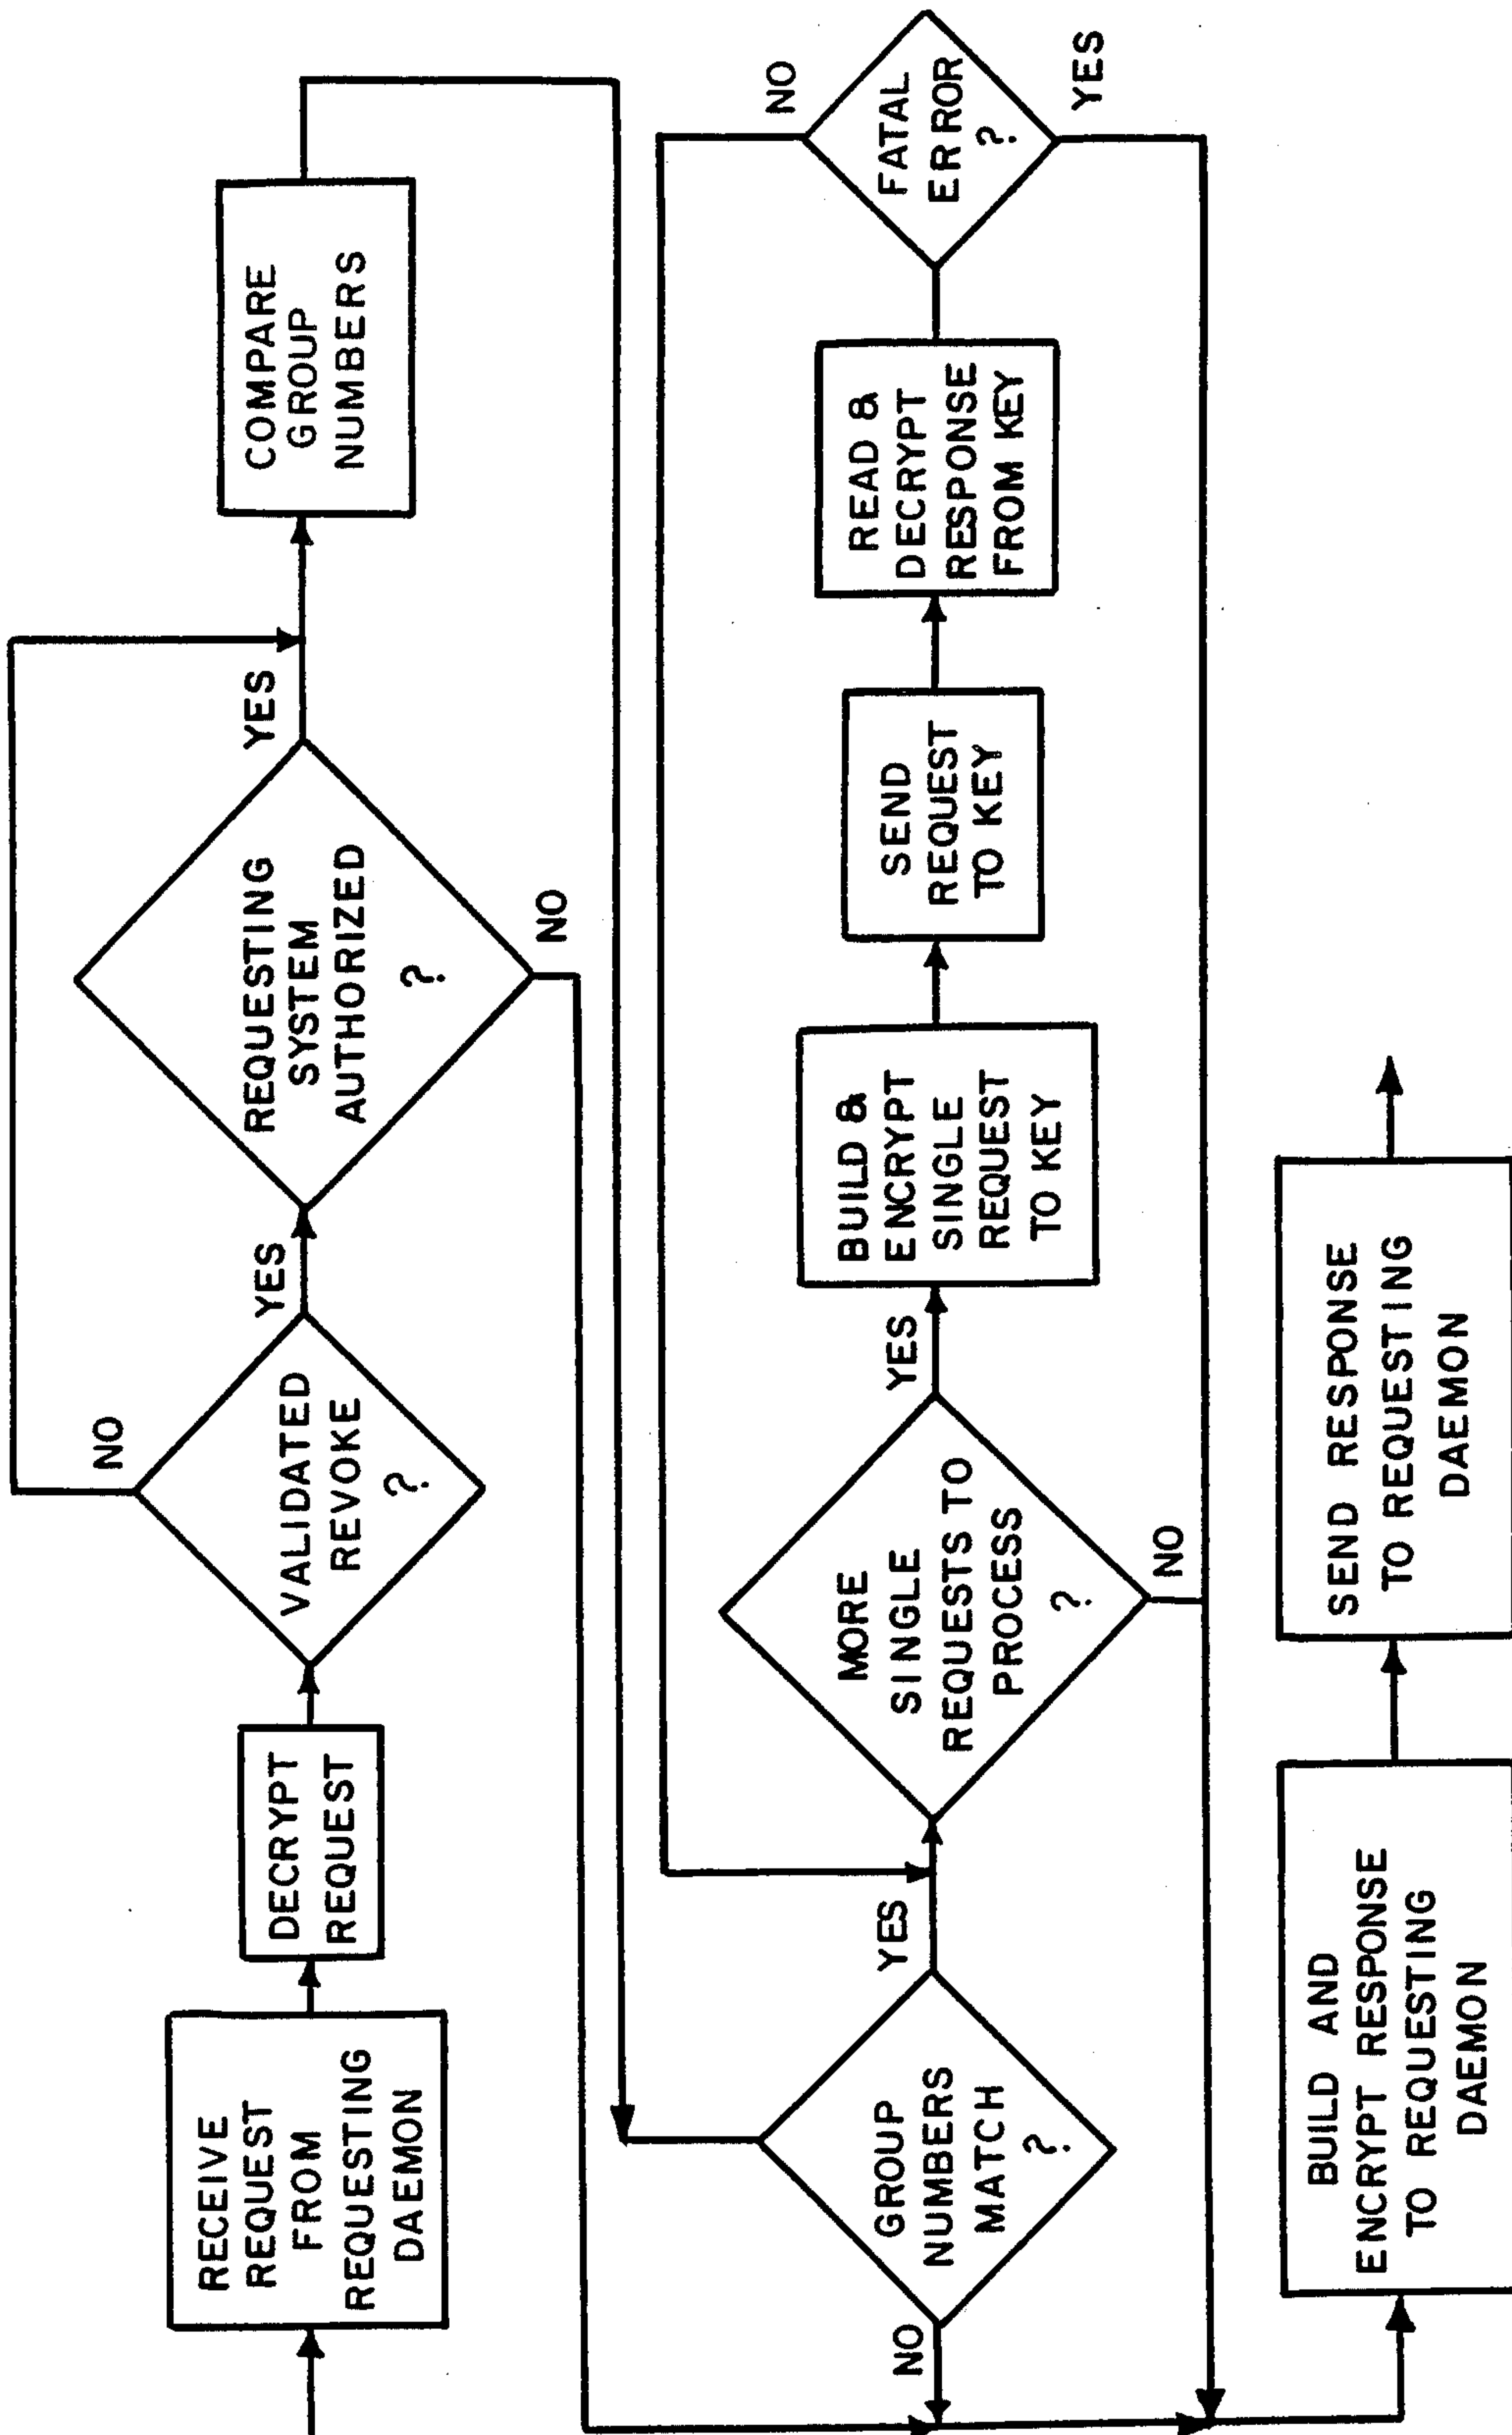 RECEIVE
REQUEST
FROM
REQUESTING
DAEMON
DECRYPT
REQUEST
VALIDATED
REVOKE
?
NO
YES
REQUESTING
SYSTEM
AUTHORIZED
?
YES
NO
COMPARE
GROUP
NUMBERS
GROUP
NUMBERS
MATCH
?
NO
YES
MORE
SINGLE
REQUESTS TO
PROCESS
?
YES
NO
BUILD &
ENCRYPT
SINGLE
REQUEST
TO KEY
SEND
REQUEST
TO KEY
READ &
DECRYPT
RESPONSE
FROM KEY
FATAL
ERROR
?
NO
YES
BUILD AND
ENCRYPT RESPONSE
TO REQUESTING
DAEMON
SEND RESPONSE
TO REQUESTING
DAEMON